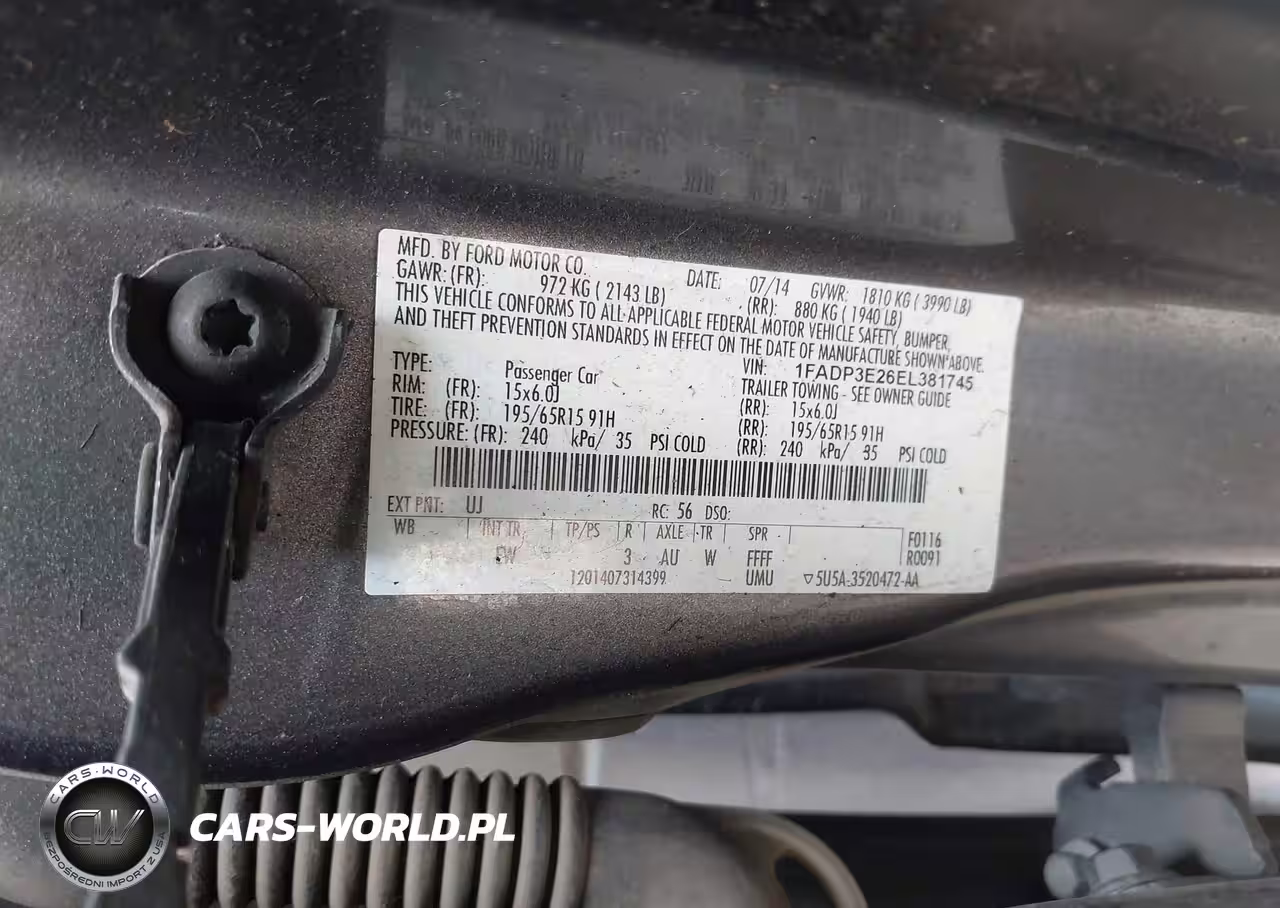 MFD. BY FORD MOTOR CO. DATE: 07/14 GVWR: 1810 KG ( 3990 LB)
GAWR: (FR): 972 KG ( 2143 LB) (RR): 880 KG ( 1940 LB)
THIS VEHICLE CONFORMS TO ALL APPLICABLE FEDERAL MOTOR VEHICLE SAFETY, BUMPER,
AND THEFT PREVENTION STANDARDS IN EFFECT ON THE DATE OF MANUFACTURE SHOWN ABOVE.
VIN: 1FADP3E26EL381745
TYPE: Passenger Car TRAILER TOWING - SEE OWNER GUIDE
RIM: (FR): 15x6.0J (RR): 15x6.0J
TIRE: (FR): 195/65R15 91H (RR): 195/65R15 91H
PRESSURE: (FR): 240 kPa/ 35 PSI COLD (RR): 240 kPa/ 35 PSI COLD
EXT PNT: UJ RC: 56 DSO:
WB INT TR TP/PS R AXLE TR SPR F0116
EW 3 AU W FFFF R0091
1201407314399 UMU ▽5U5A-3520472-AA
CARS-WORLD
CW
BEZPOŚREDNI IMPORT Z USA
CARS-WORLD.PL